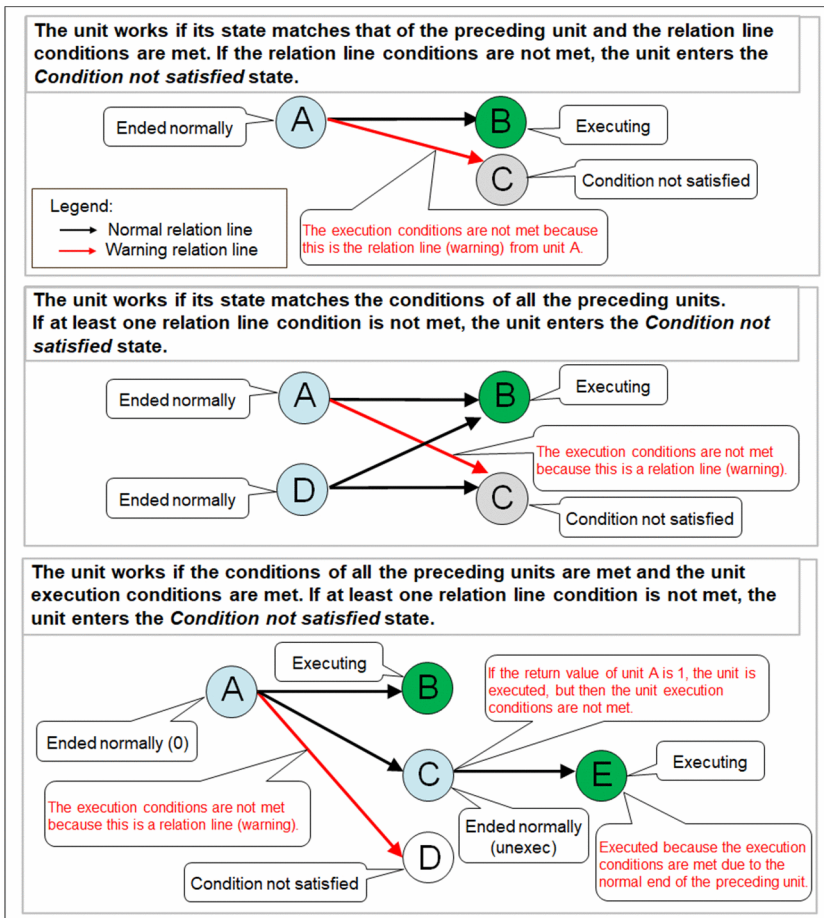 The unit works if its state matches that of the preceding unit and the relation line
conditions are met. If the relation line conditions are not met, the unit enters the
Condition not satisfied state.
Ended normally
A
B
Executing
C
Condition not satisfied
Legend:
Normal relation line
Warning relation line
The execution conditions are not met because
this is the relation line (warning) from unit A.
The unit works if its state matches the conditions of all the preceding units.
If at least one relation line condition is not met, the unit enters the Condition not
satisfied state.
Ended normally
A
B
Executing
The execution conditions are not met
because this is a relation line (warning).
Ended normally
D
C
Condition not satisfied
The unit works if the conditions of all the preceding units are met and the unit
execution conditions are met. If at least one relation line condition is not met, the
unit enters the Condition not satisfied state.
Executing
A
B
If the return value of unit A is 1, the unit is
executed, but then the unit execution
conditions are not met.
Ended normally (0)
C
E
Executing
The execution conditions are not met
because this is a relation line (warning).
Ended normally
(unexec)
Executed because the execution
conditions are met due to the
normal end of the preceding unit.
D
Condition not satisfied